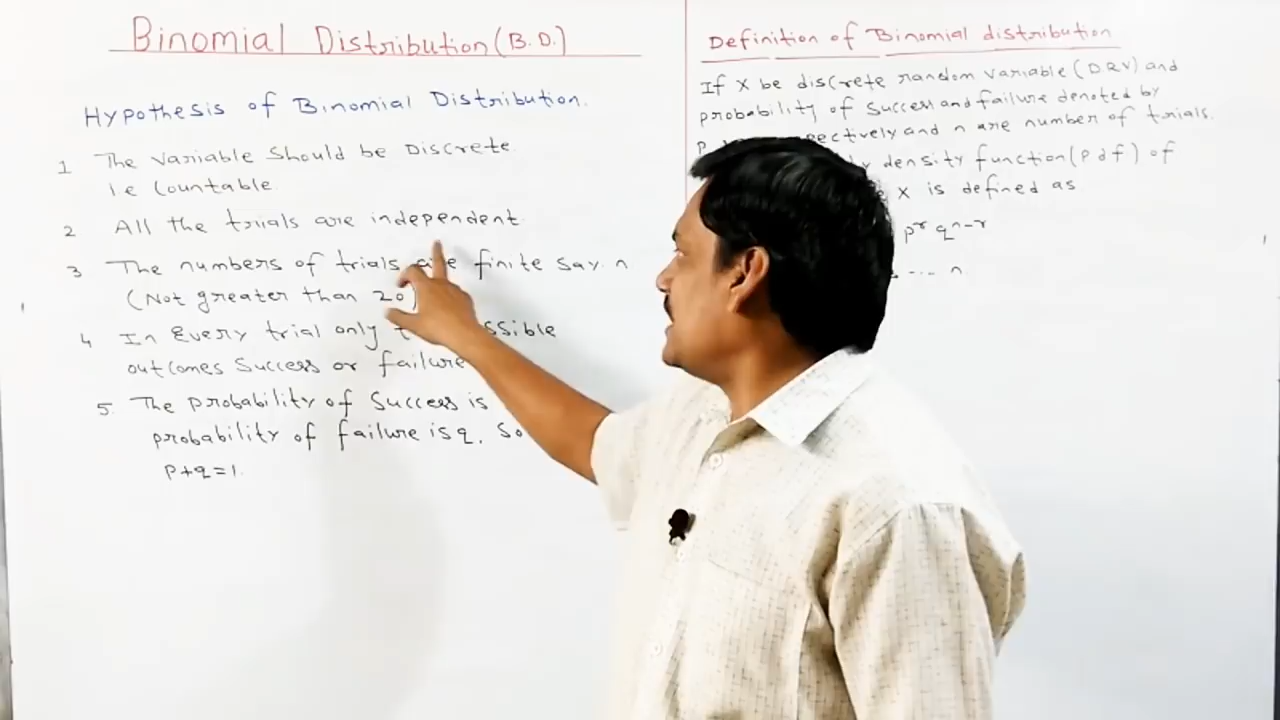 Binomial Distribution (B.D.)
Hypothesis of Binomial Distribution.
1 The Variable Should be Discrete
i.e Countable.
2 All the trials are independent.
3 The numbers of trials are finite say. n
(Not greater than 20)
4 In Every trial only ssible
outcomes Success or failure
5. The probability of Success is
probability of failure is q. So
p+q=1.
Definition of Binomial distribution
If X be discrete random variable (D.R.V) and
probability of Success and failure denoted by
p ectively and n are number of trials.
y density function (Pdf) of
X is defined as
p^r q^n-r
.... n